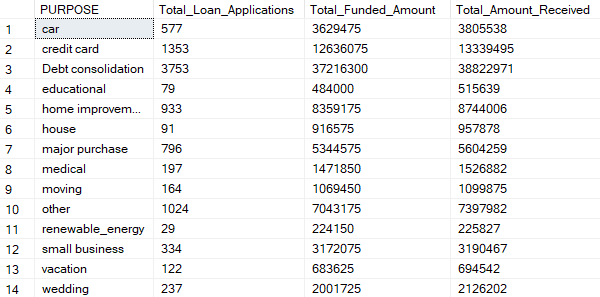 PURPOSE Total_Loan_Applications Total_Funded_Amount Total_Amount_Received
1 car 577 3629475 3805538
2 credit card 1353 12636075 13339495
3 Debt consolidation 3753 37216300 38822971
4 educational 79 484000 515639
5 home improvem... 933 8359175 8744006
6 house 91 916575 957878
7 major purchase 796 5344575 5604259
8 medical 197 1471850 1526882
9 moving 164 1069450 1099875
10 other 1024 7043175 7397982
11 renewable_energy 29 224150 225827
12 small business 334 3172075 3190467
13 vacation 122 683625 694542
14 wedding 237 2001725 2126202